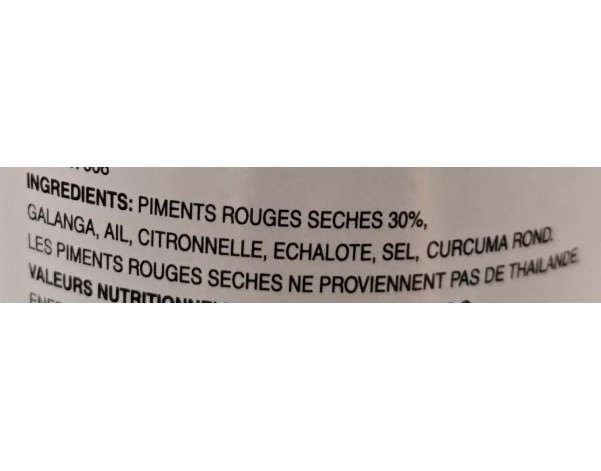 INGREDIENTS: PIMENTS ROUGES SECHES 30%,
GALANGA, AIL, CITRONNELLE, ECHALOTE, SEL, CURCUMA ROND.
LES PIMENTS ROUGES SECHES NE PROVIENNENT PAS DE THAILANDE.
VALEURS